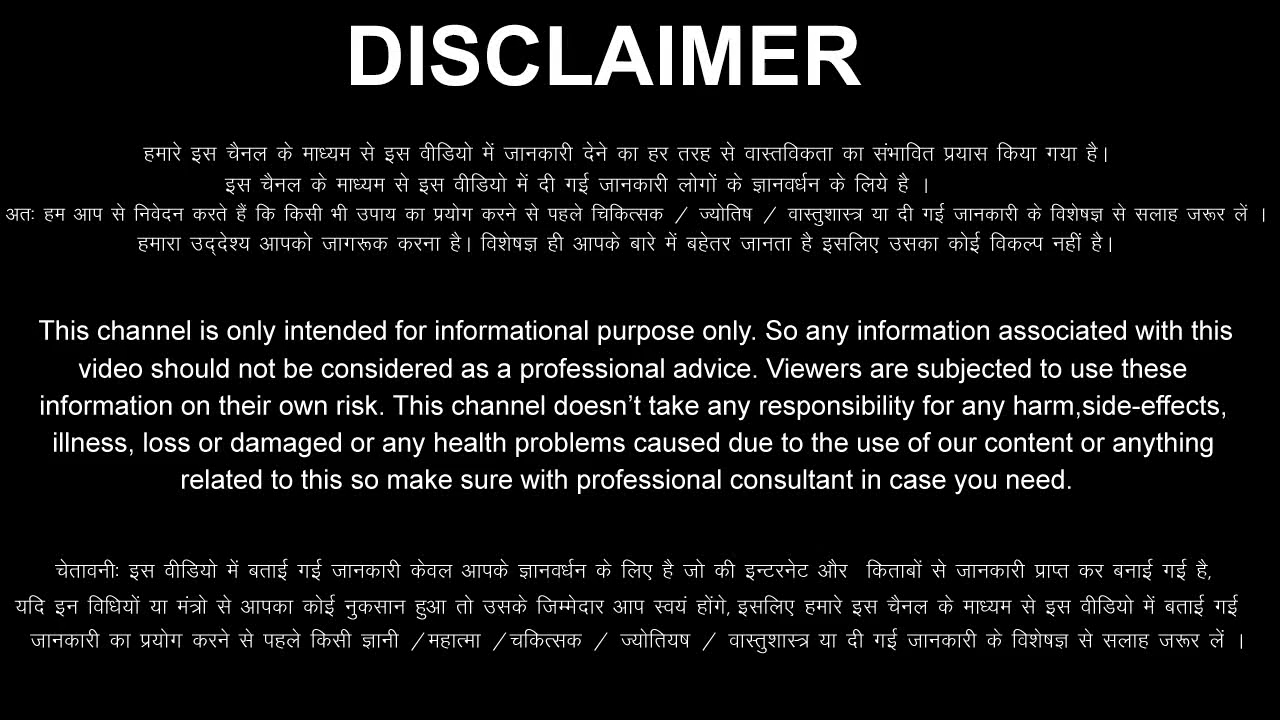 DISCLAIMER
हमारे इस चैनल के माध्यम से इस वीडियो में जानकारी देने का हर तरह से वास्तविकता का संभावित प्रयास किया गया है।
इस चैनल के माध्यम से इस वीडियो में दी गई जानकारी लोगों के ज्ञानवर्धन के लिये है ।
अतः हम आप से निवेदन करते हैं कि किसी भी उपाय का प्रयोग करने से पहले चिकित्सक / ज्योतिष / वास्तुशास्त्र या दी गई जानकारी के विशेषज्ञ से सलाह जरूर लें ।
हमारा उद्देश्य आपको जागरूक करना है। विशेषज्ञ ही आपके बारे में बहेतर जानता है इसलिए उसका कोई विकल्प नहीं है।
This channel is only intended for informational purpose only. So any information associated with this
video should not be considered as a professional advice. Viewers are subjected to use these
information on their own risk. This channel doesn’t take any responsibility for any harm,side-effects,
illness, loss or damaged or any health problems caused due to the use of our content or anything
related to this so make sure with professional consultant in case you need.
चेतावनीः इस वीडियो में बताई गई जानकारी केवल आपके ज्ञानवर्धन के लिए है जो की इन्टरनेट और किताबों से जानकारी प्राप्त कर बनाई गई है,
यदि इन विधियों या मंत्रो से आपका कोई नुकसान हुआ तो उसके जिम्मेदार आप स्वयं होंगे, इसलिए हमारे इस चैनल के माध्यम से इस वीडियो में बताई गई
जानकारी का प्रयोग करने से पहले किसी ज्ञानी /महात्मा /चकित्सक / ज्योतियष / वास्तुशास्त्र या दी गई जानकारी के विशेषज्ञ से सलाह जरूर लें ।